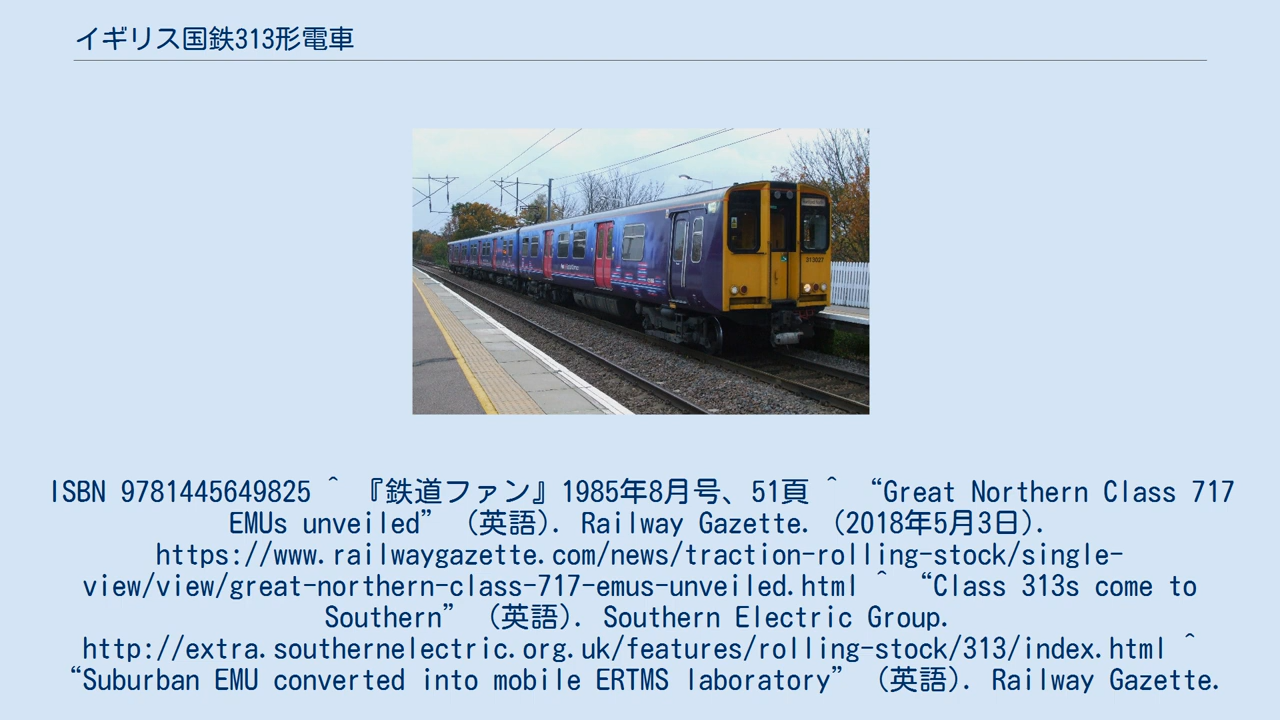 イギリス国鉄313形電車
313027
ISBN 9781445649825 ^ 『鉄道ファン』1985年8月号、51頁 ^ “Great Northern Class 717
EMUs unveiled” (英語). Railway Gazette. (2018年5月3日).
https://www.railwaygazette.com/news/traction-rolling-stock/single-
view/view/great-northern-class-717-emus-unveiled.html ^ “Class 313s come to
Southern” (英語). Southern Electric Group.
http://extra.southernelectric.org.uk/features/rolling-stock/313/index.html ^
“Suburban EMU converted into mobile ERTMS laboratory” (英語). Railway Gazette.